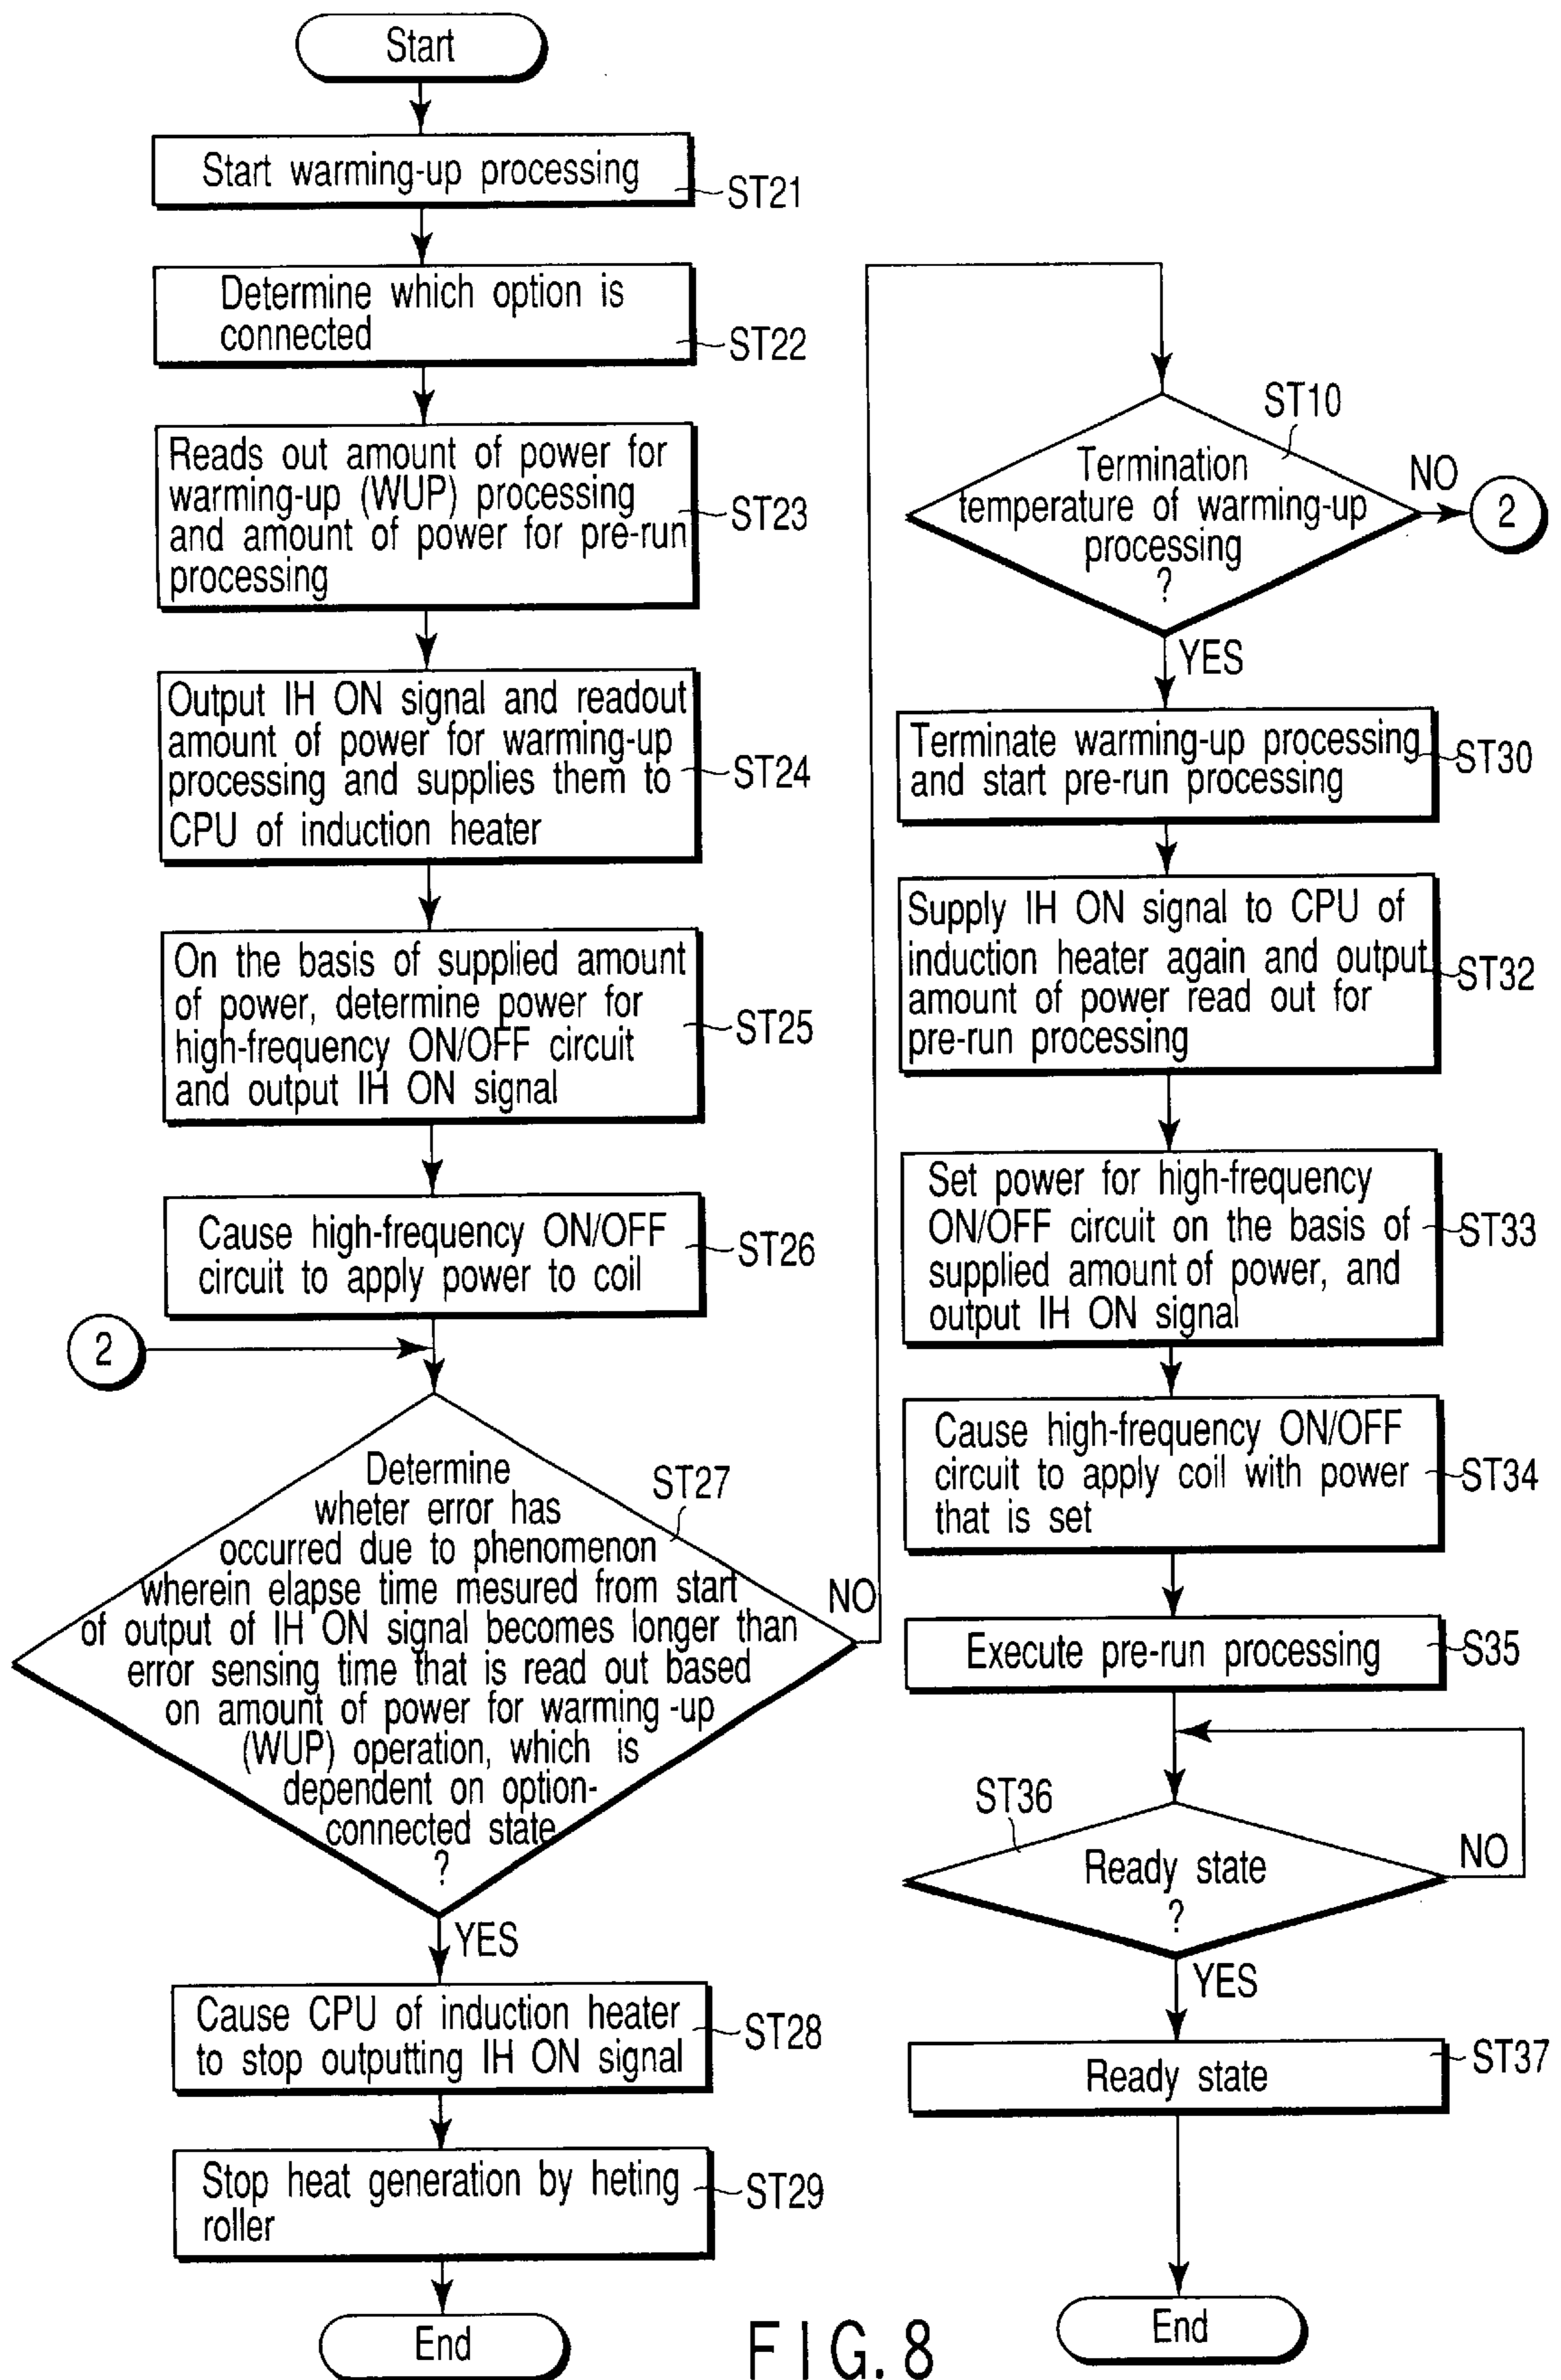 Start
Start warming-up processing
ST21
Determine which option is
connected
ST22
Reads out amount of power for
warming-up (WUP) processing
and amount of power for pre-run
processing
ST23
Output IH ON signal and readout
amount of power for warming-up
processing and supplies them to
CPU of induction heater
ST24
On the basis of supplied amount
of power, determine power for
high-frequency ON/OFF circuit
and output IH ON signal
ST25
Cause high-frequency ON/OFF
circuit to apply power to coil
ST26
2
Determine
wheter error has
occurred due to phenomenon
wherein elapse time mesured from start
of output of IH ON signal becomes longer than
error sensing time that is read out based
on amount of power for warming-up
(WUP) operation, which is
dependent on option-
connected state
?
ST27
NO
YES
Cause CPU of induction heater
to stop outputting IH ON signal
ST28
Stop heat generation by heting
roller
ST29
End
ST10
Termination
temperature of warming-up
processing
?
NO
2
YES
Terminate warming-up processing
and start pre-run processing
ST30
Supply IH ON signal to CPU of
induction heater again and output
amount of power read out for
pre-run processing
ST32
Set power for high-frequency
ON/OFF circuit on the basis of
supplied amount of power, and
output IH ON signal
ST33
Cause high-frequency ON/OFF
circuit to apply coil with power
that is set
ST34
Execute pre-run processing
S35
ST36
Ready state
?
NO
YES
Ready state
ST37
End
FIG. 8